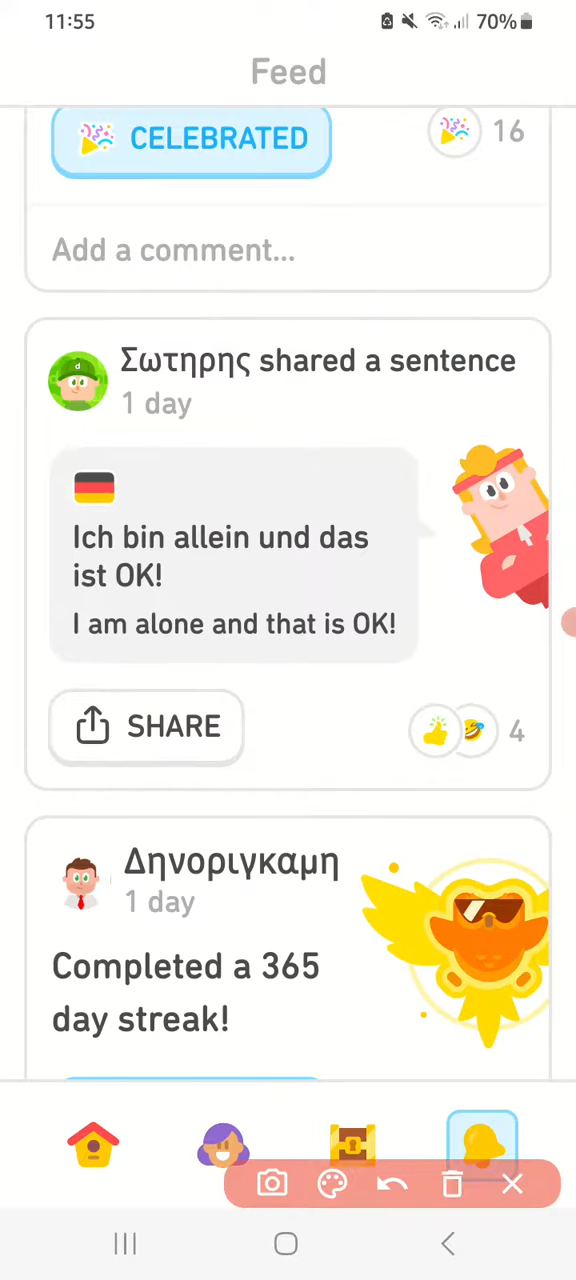 11:55
70%
Feed
CELEBRATED
16
Add a comment...
Σωτηρης shared a sentence
1 day
Ich bin allein und das
ist OK!
I am alone and that is OK!
SHARE
4
Δηνοριγκαμη
1 day
Completed a 365
day streak!